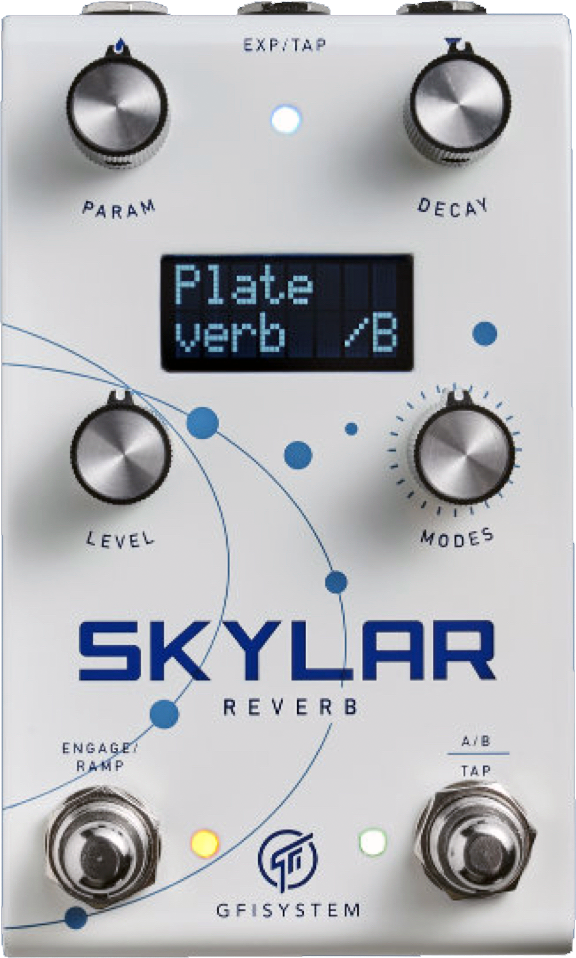 EXP/TAP
PARAM
DECAY
Plate
verb /B
LEVEL
MODES
SKYLAR
REVERB
ENGAGE/
RAMP
A/B
TAP
GFISYSTEM